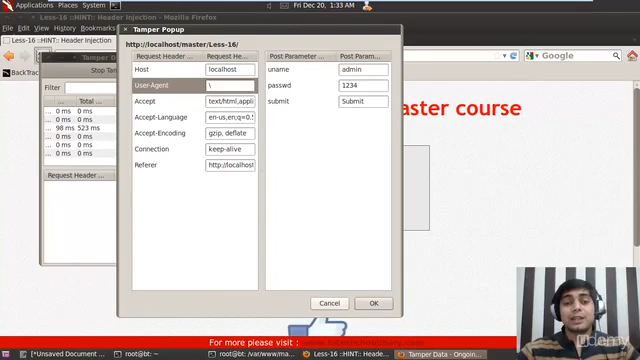 Applications Places System
Fri Dec 20, 1:33 AM
Less-16 ::HINT: Header Injection - Mozilla Firefox
File Edit View History Bookmarks
Less-16 ::HINT: Header Injection
Tamper Popup
http://localhost/master/Less-16/
Request Header ... Request He... Post Parameter ... Post Param...
Host localhost uname admin
User-Agent \ passwd 1234
Accept text/html,appli submit Submit
Accept-Language en-us,en;q=0.5
Accept-Encoding gzip, deflate
Connection keep-alive
Referer http://localhost
Google
BackTrac
Stop Tam
Filter
... Total ...
0 ms 0 ms
0 ms 0 ms
98 ms 523 ms
0 ms 0 ms
0 ms 0 ms
Request Header ...
aster course
Cancel OK
For more please visit :
udemy
[*Unsaved Document ... root@bt: ~ root@bt: /var/www/ma... Less-16 ::HINT: Heade... Tamper Data - Ongoin...